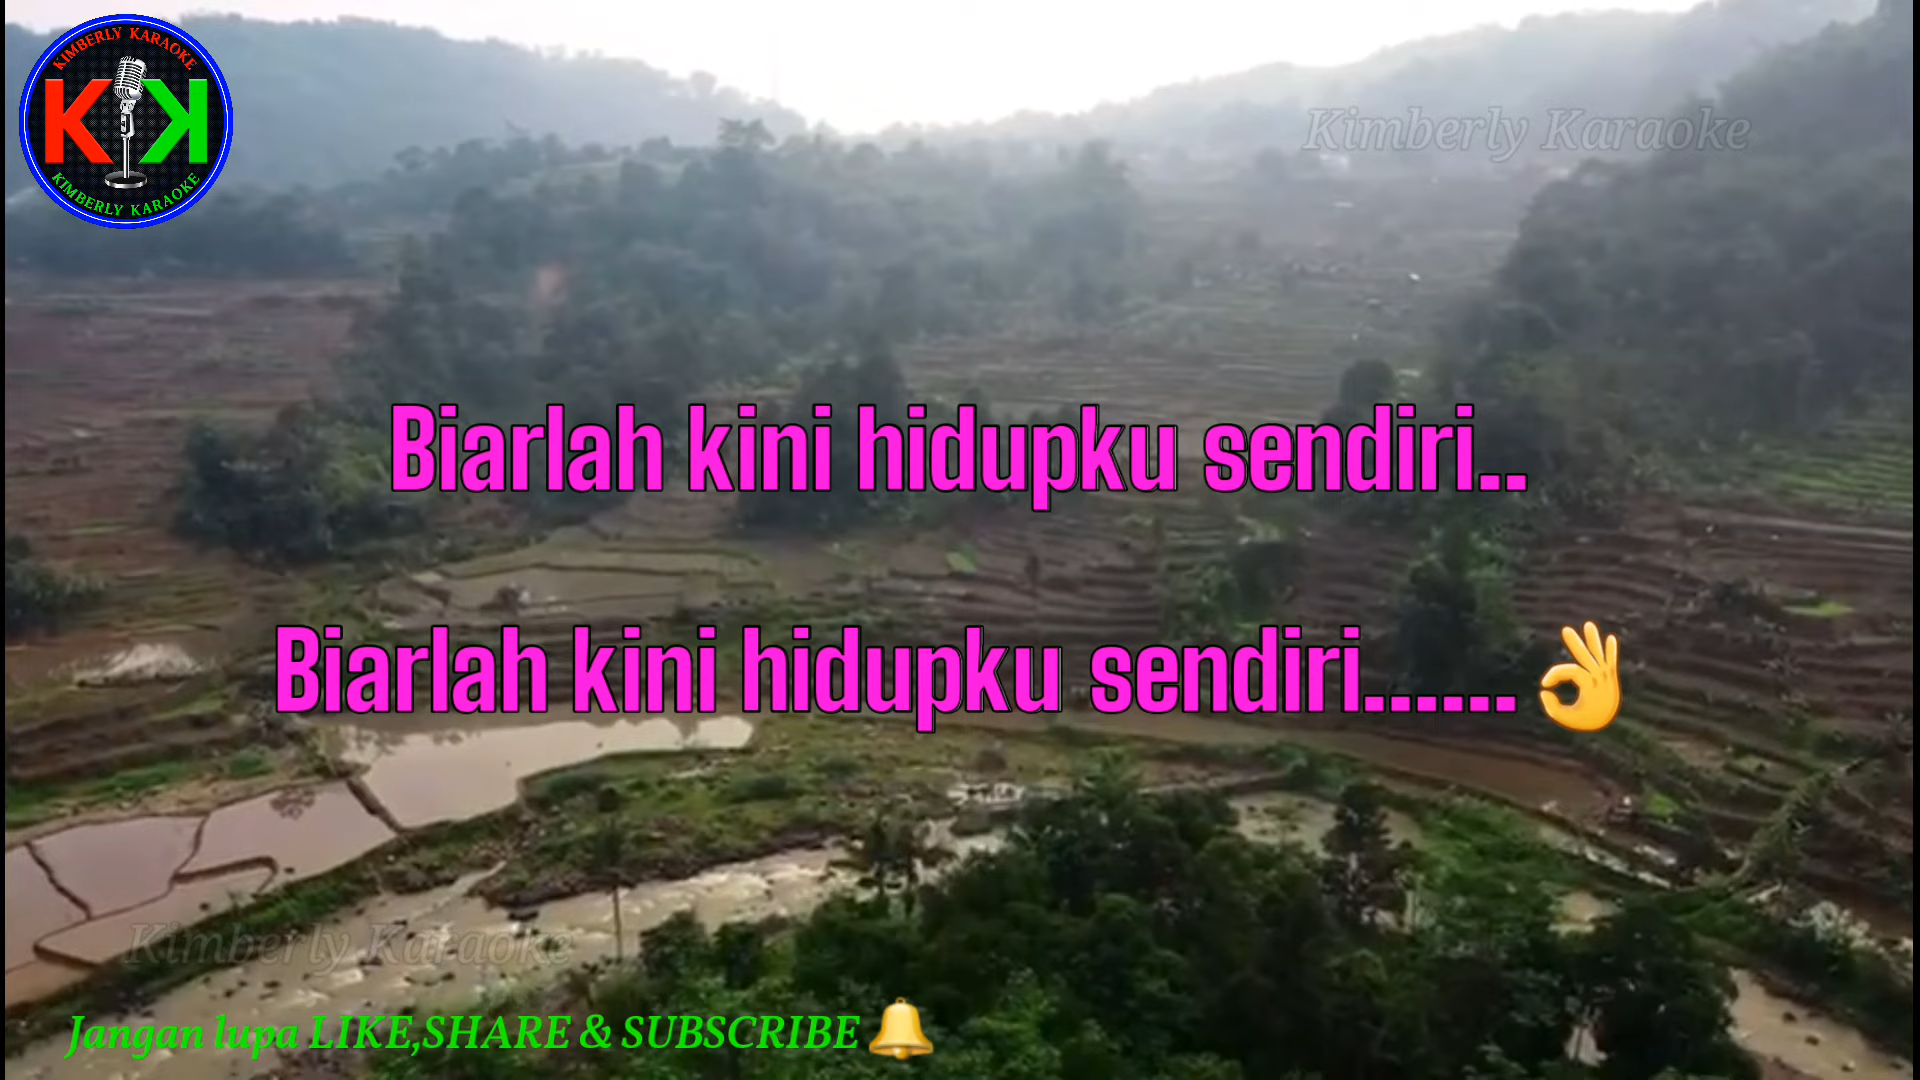 KIMBERLY KARAOKE
K K
KIMBERLY KARAOKE
Kimberly Karaoke
Biarlah kini hidupku sendiri..
Biarlah kini hidupku sendiri......👌
Kimberly Karaoke
Jangan lupa LIKE,SHARE & SUBSCRIBE🔔